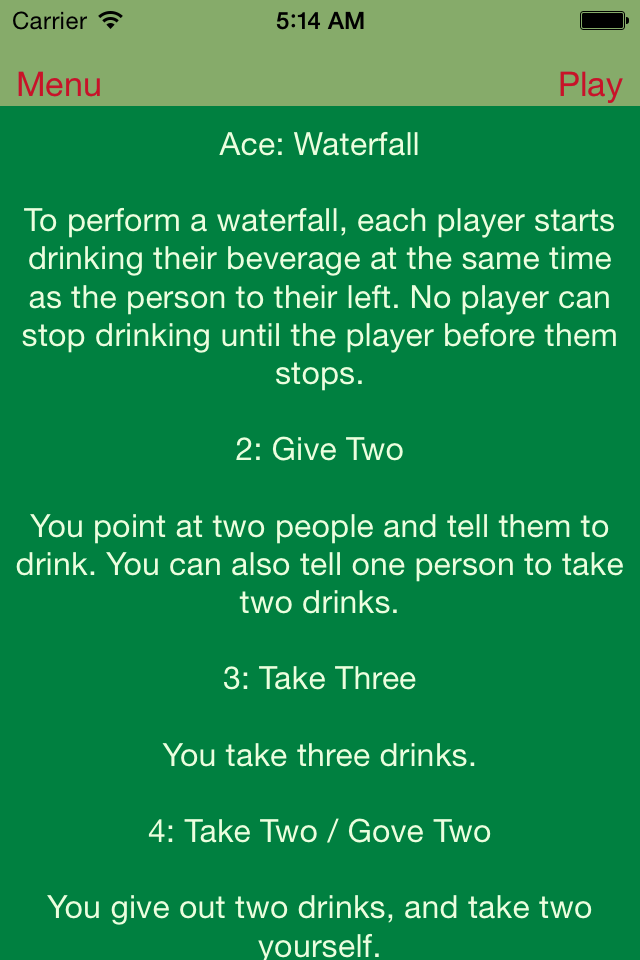 Carrier 5:14 AM
Menu Play
Ace: Waterfall
To perform a waterfall, each player starts
drinking their beverage at the same time
as the person to their left. No player can
stop drinking until the player before them
stops.
2: Give Two
You point at two people and tell them to
drink. You can also tell one person to take
two drinks.
3: Take Three
You take three drinks.
4: Take Two / Gove Two
You give out two drinks, and take two
yourself.